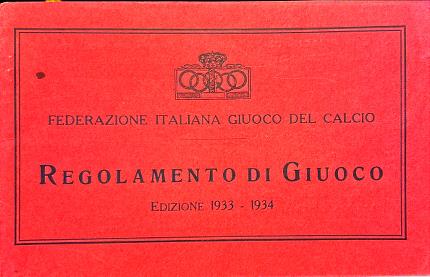 FEDERAZIONE ITALIANA GIUOCO DEL CALCIO
REGOLAMENTO DI GIUOCO
EDIZIONE 1933 - 1934